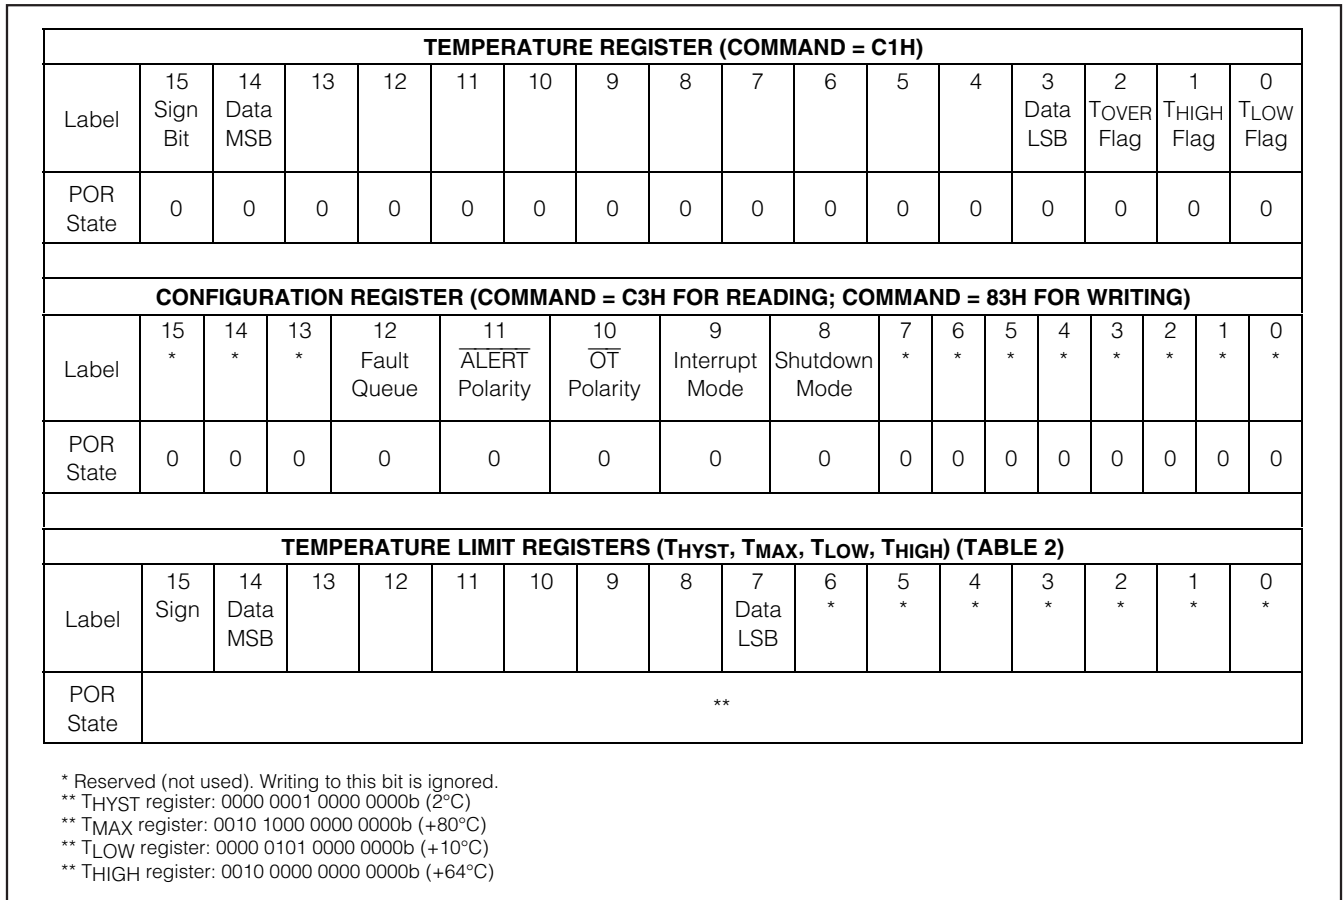 TEMPERATURE REGISTER (COMMAND = C1H)
Label 15 Sign Bit 14 Data MSB 13 12 11 10 9 8 7 6 5 4 3 Data LSB 2 TOVER Flag 1 THIGH Flag 0 TLOW Flag
POR State 0 0 0 0 0 0 0 0 0 0 0 0 0 0 0 0
CONFIGURATION REGISTER (COMMAND = C3H FOR READING; COMMAND = 83H FOR WRITING)
Label 15 * 14 * 13 * 12 Fault Queue 11 ALERT Polarity 10 OT Polarity 9 Interrupt Mode 8 Shutdown Mode 7 * 6 * 5 * 4 * 3 * 2 * 1 * 0 *
POR State 0 0 0 0 0 0 0 0 0 0 0 0 0 0 0 0
TEMPERATURE LIMIT REGISTERS (THYST, TMAX, TLOW, THIGH) (TABLE 2)
Label 15 Sign 14 Data MSB 13 12 11 10 9 8 7 Data LSB 6 * 5 * 4 * 3 * 2 * 1 * 0 *
POR State **
* Reserved (not used). Writing to this bit is ignored.
** THYST register: 0000 0001 0000 0000b (2°C)
** TMAX register: 0010 1000 0000 0000b (+80°C)
** TLOW register: 0000 0101 0000 0000b (+10°C)
** THIGH register: 0010 0000 0000 0000b (+64°C)